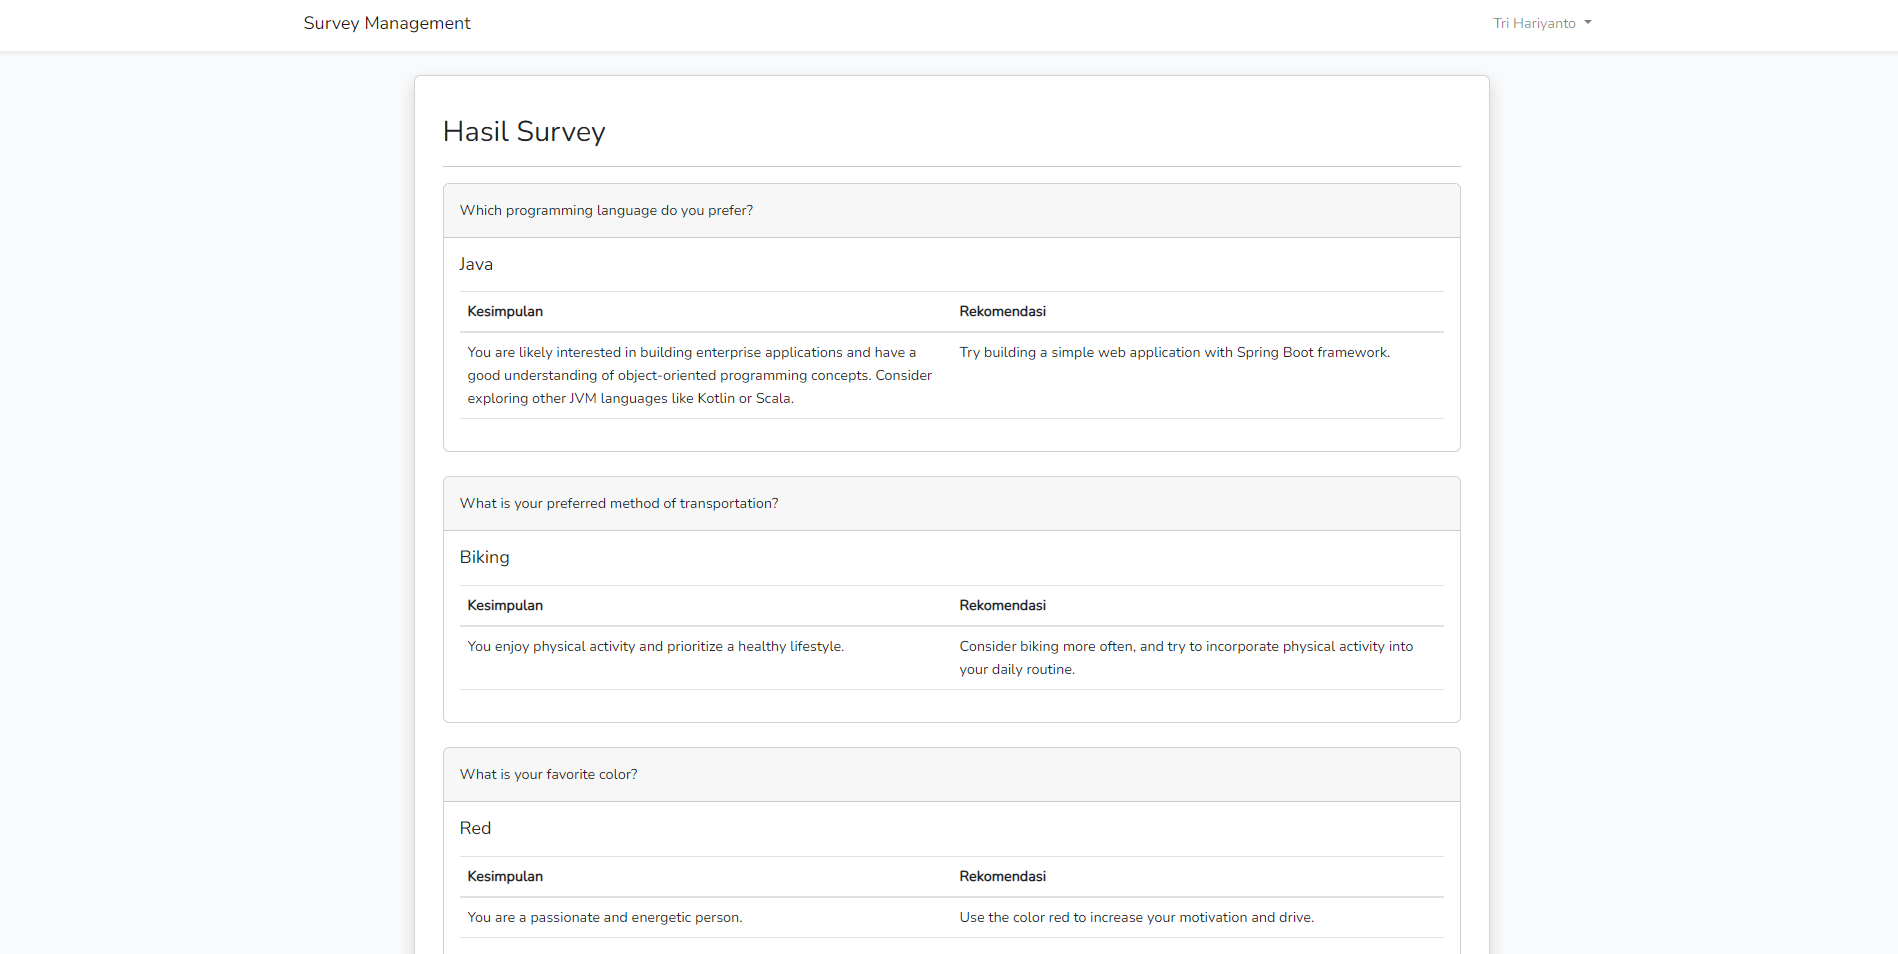 Survey Management
Tri Hariyanto
Hasil Survey
Which programming language do you prefer?
Java
Kesimpulan
Rekomendasi
You are likely interested in building enterprise applications and have a
good understanding of object-oriented programming concepts. Consider
exploring other JVM languages like Kotlin or Scala.
Try building a simple web application with Spring Boot framework.
What is your preferred method of transportation?
Biking
Kesimpulan
Rekomendasi
You enjoy physical activity and prioritize a healthy lifestyle.
Consider biking more often, and try to incorporate physical activity into
your daily routine.
What is your favorite color?
Red
Kesimpulan
Rekomendasi
You are a passionate and energetic person.
Use the color red to increase your motivation and drive.